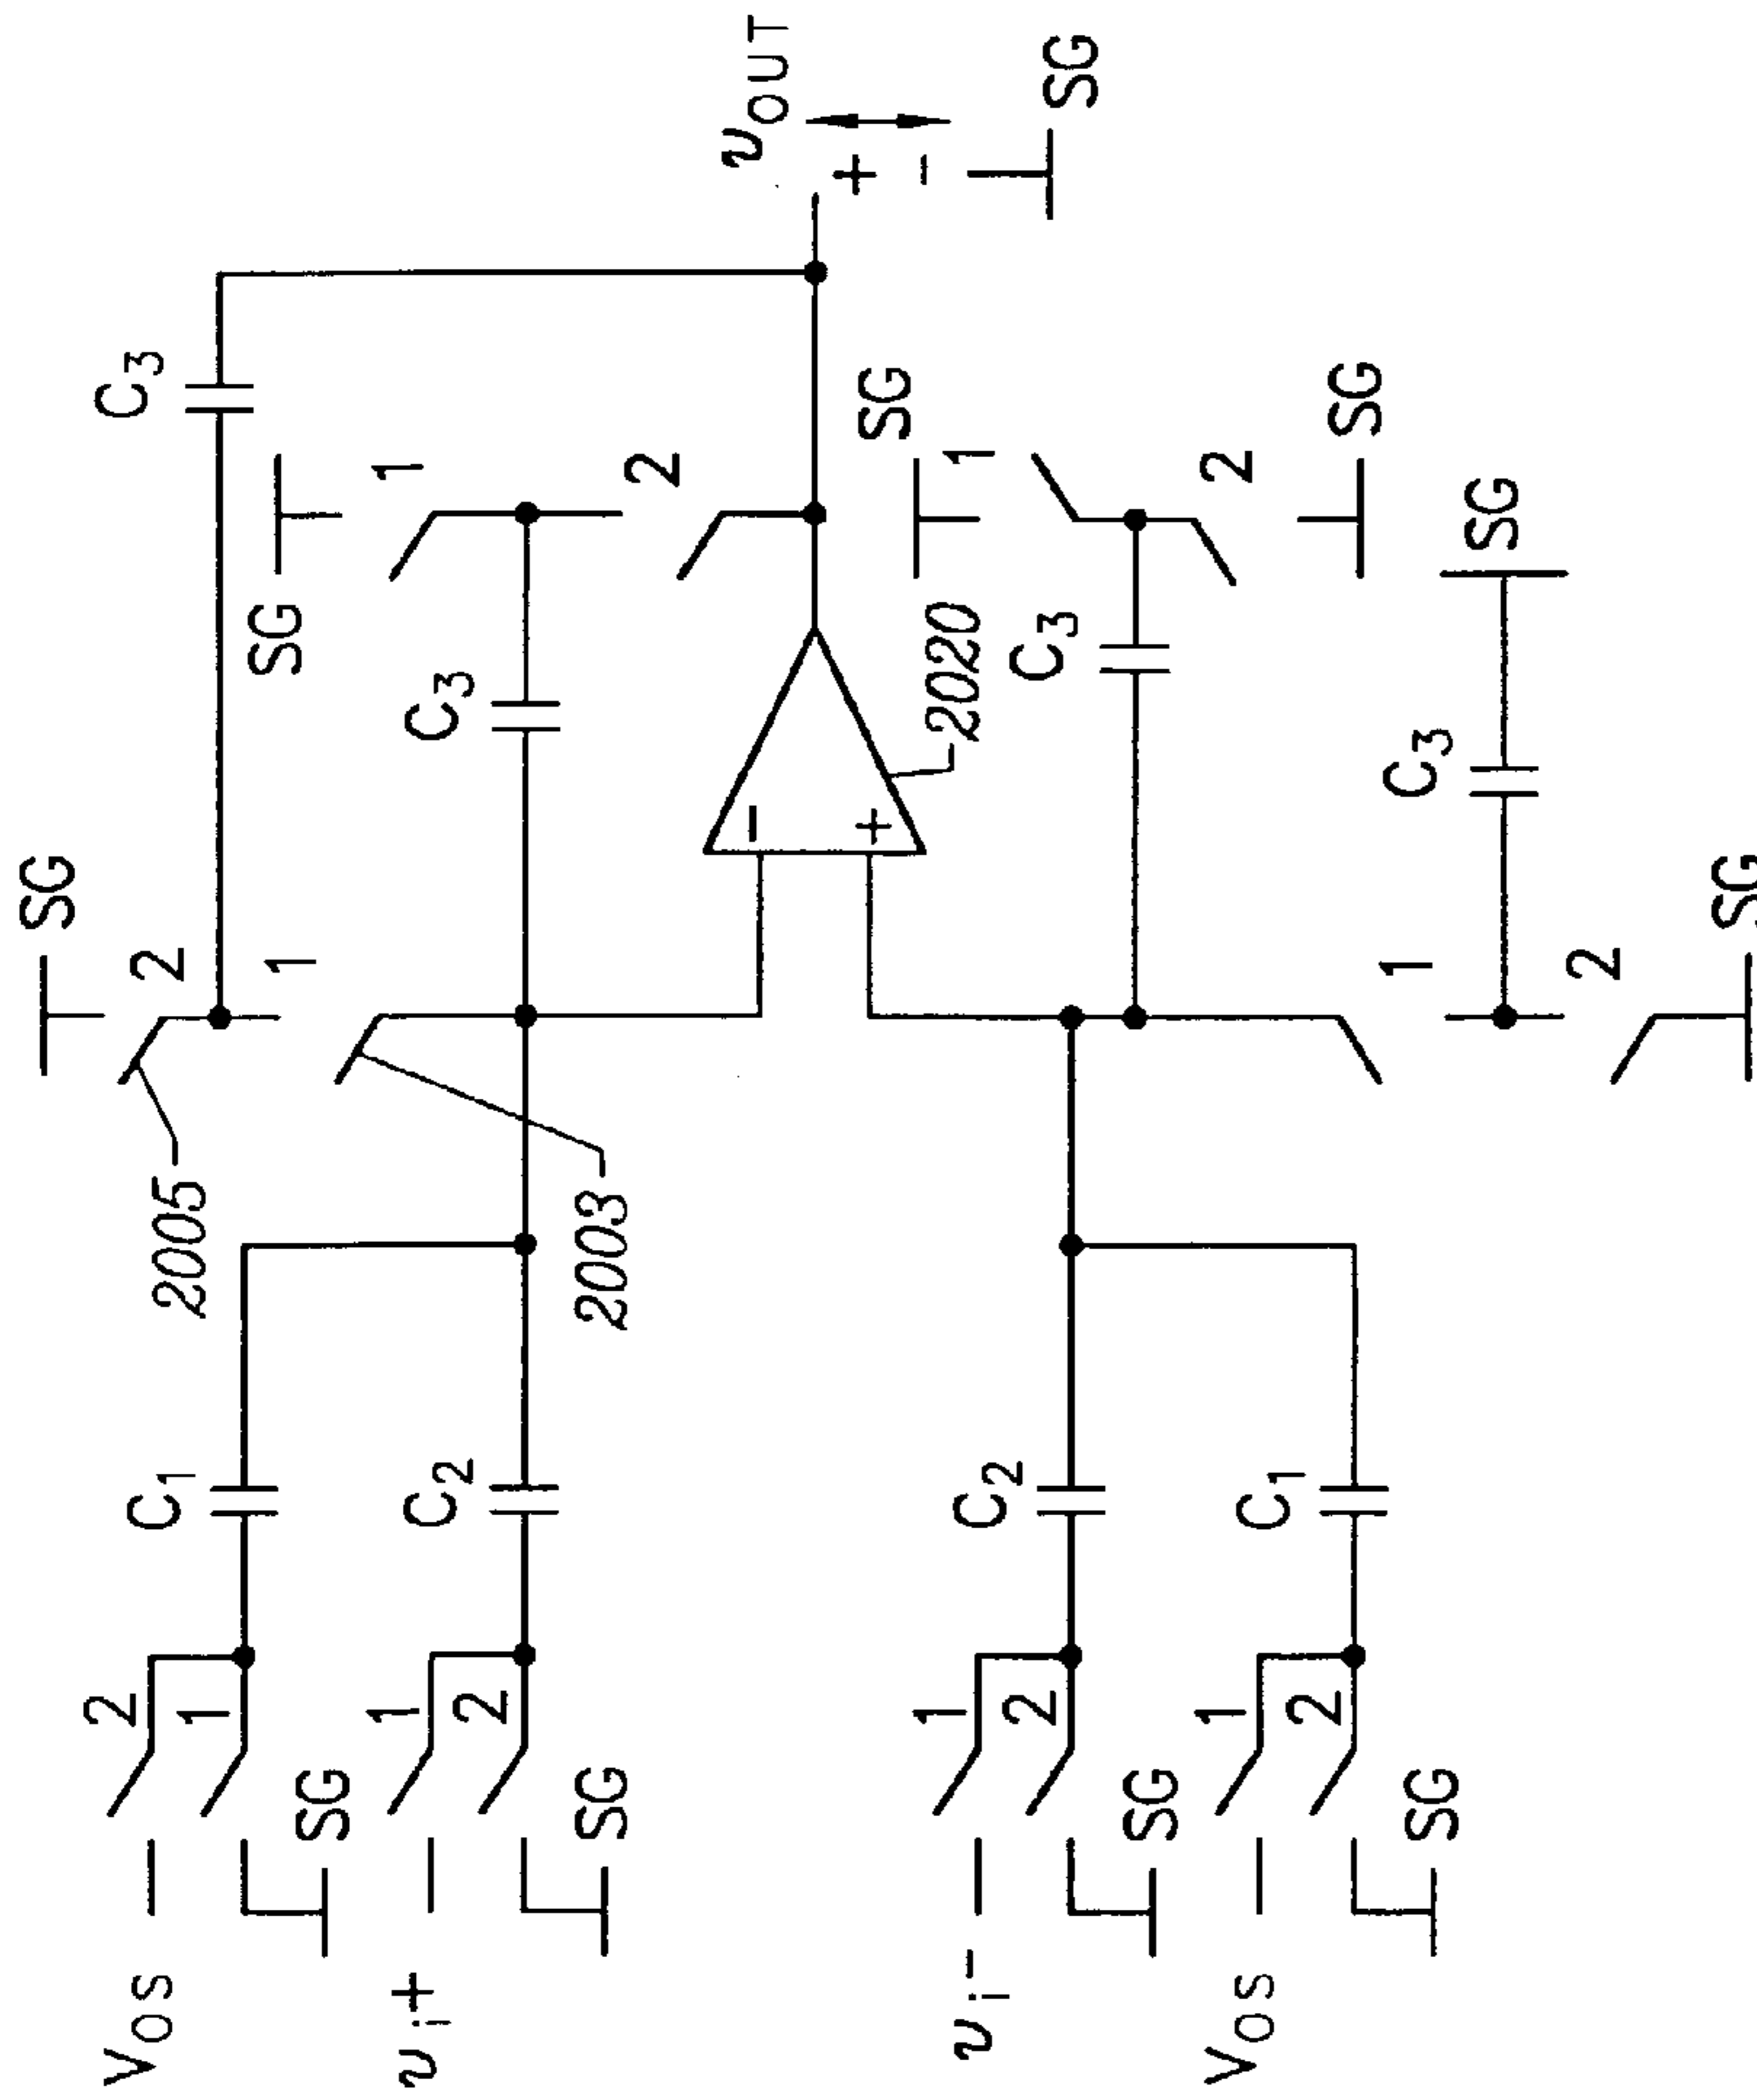 SG
V_OS
2
C_1
2005
2
C_3
1
1
SG
SG
v_i+
1
C_2
C_3
1
2
SG
2003
2
−
v_OUT
+
+
−
SG
v_i−
1
C_2
2020
1
2
C_3
SG
SG
V_OS
1
C_1
2
2
SG
1
C_3
SG
SG
2
SG